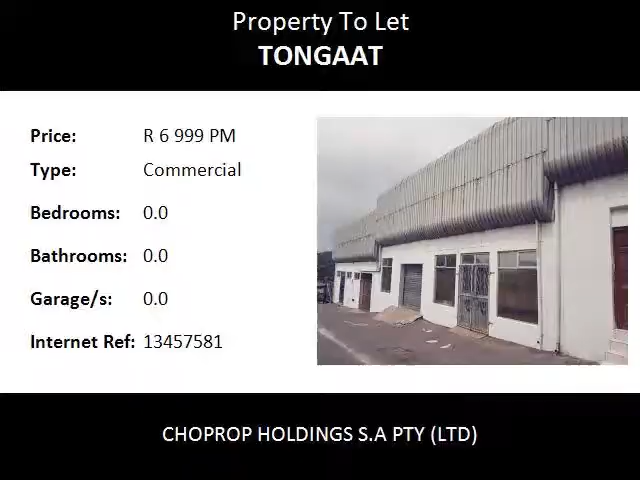 Property To Let
TONGAAT
Price: R 6 999 PM
Type: Commercial
Bedrooms: 0.0
Bathrooms: 0.0
Garage/s: 0.0
Internet Ref: 13457581
CHOPROP HOLDINGS S.A PTY (LTD)